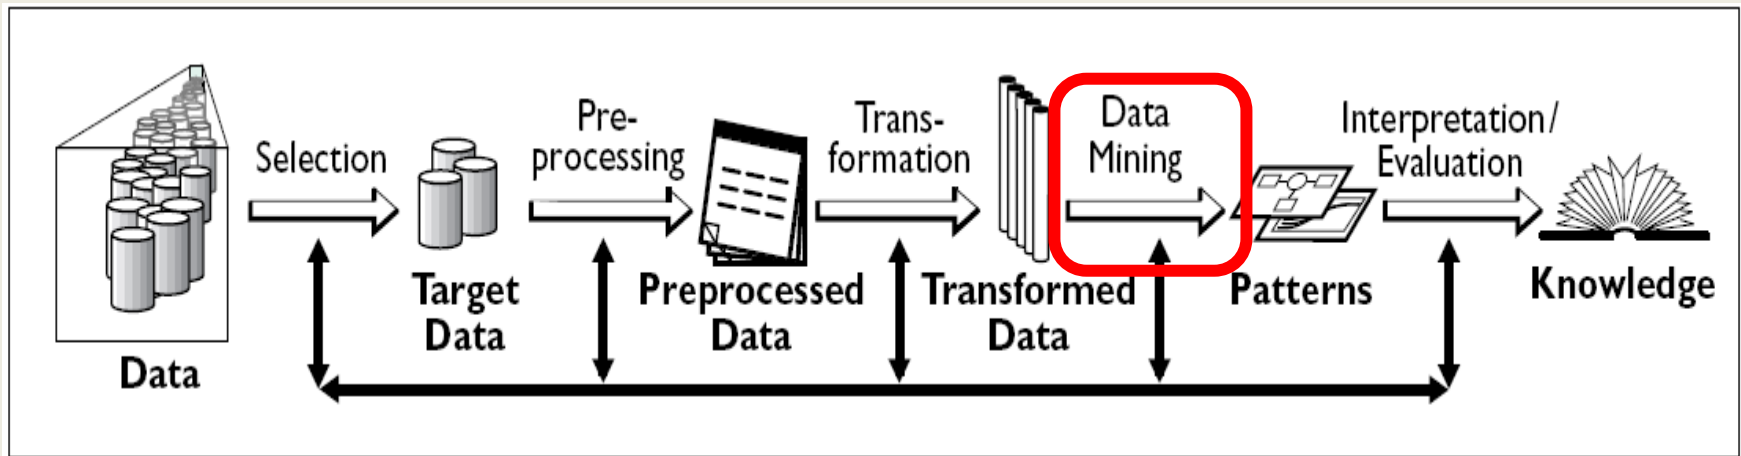 Selection
Pre-
processing
Trans-
formation
Data
Mining
Interpretation/
Evaluation
Data
Target
Data
Preprocessed
Data
Transformed
Data
Patterns
Knowledge